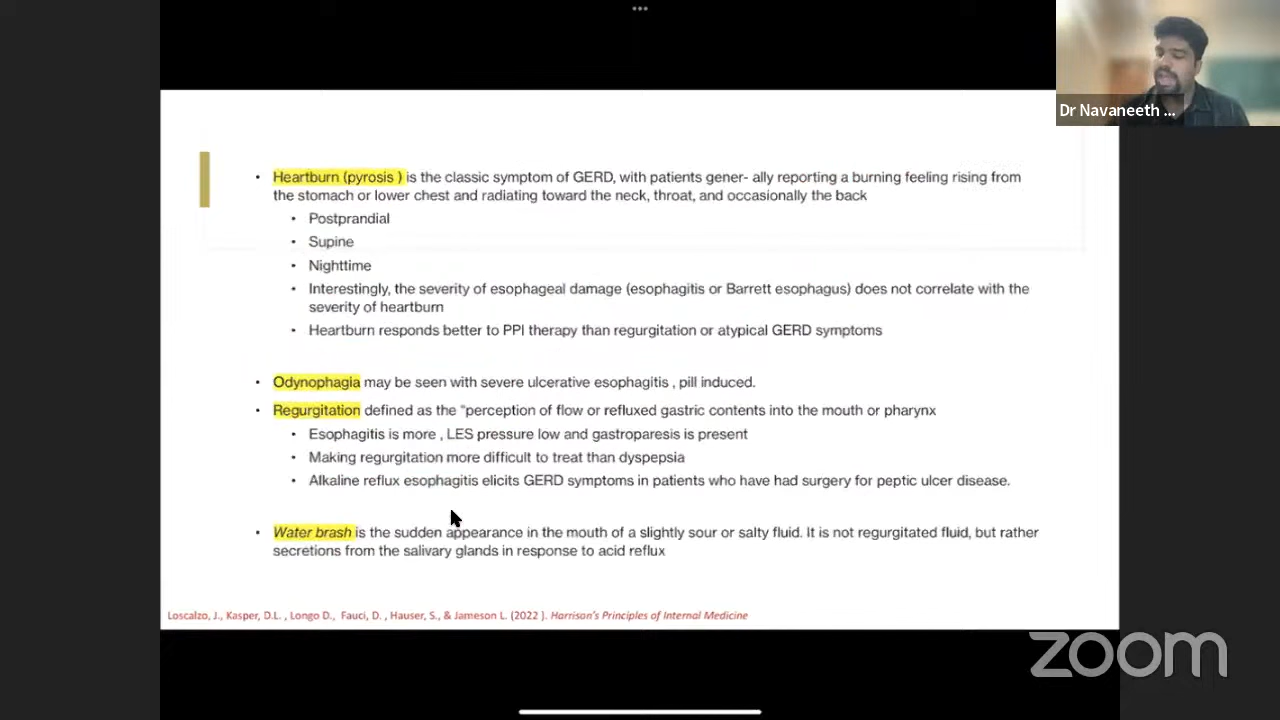 Dr Navaneeth ...
• Heartburn (pyrosis ) is the classic symptom of GERD, with patients gener- ally reporting a burning feeling rising from
the stomach or lower chest and radiating toward the neck, throat, and occasionally the back
• Postprandial
• Supine
• Nighttime
• Interestingly, the severity of esophageal damage (esophagitis or Barrett esophagus) does not correlate with the
severity of heartburn
• Heartburn responds better to PPI therapy than regurgitation or atypical GERD symptoms
• Odynophagia may be seen with severe ulcerative esophagitis , pill induced.
• Regurgitation defined as the "perception of flow or refluxed gastric contents into the mouth or pharynx
• Esophagitis is more , LES pressure low and gastroparesis is present
• Making regurgitation more difficult to treat than dyspepsia
• Alkaline reflux esophagitis elicits GERD symptoms in patients who have had surgery for peptic ulcer disease.
• Water brash is the sudden appearance in the mouth of a slightly sour or salty fluid. It is not regurgitated fluid, but rather
secretions from the salivary glands in response to acid reflux
Loscalzo, J., Kasper, D.L. , Longo D., Fauci, D. , Hauser, S., & Jameson L. (2022 ). Harrison's Principles of Internal Medicine
zoom